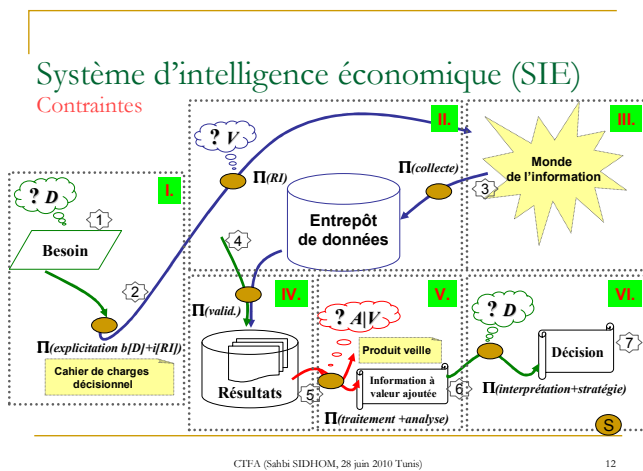 Système d'intelligence économique (SIE)
Contraintes
I.
? D
1
Besoin
2
Π(explicitation b[D]+i[RI])
Cahier de charges
décisionnel
II.
? V
Π(RI)
Π(collecte)
Entrepôt
de données
4
III.
Monde
de l'information
3
IV.
Π(valid.)
Résultats
5
V.
? A|V
Produit veille
Information à
valeur ajoutée
Π(traitement +analyse)
6
VI.
? D
Décision
7
Π(interprétation+stratégie)
S
CTFA (Sahbi SIDHOM, 28 juin 2010 Tunis)
12